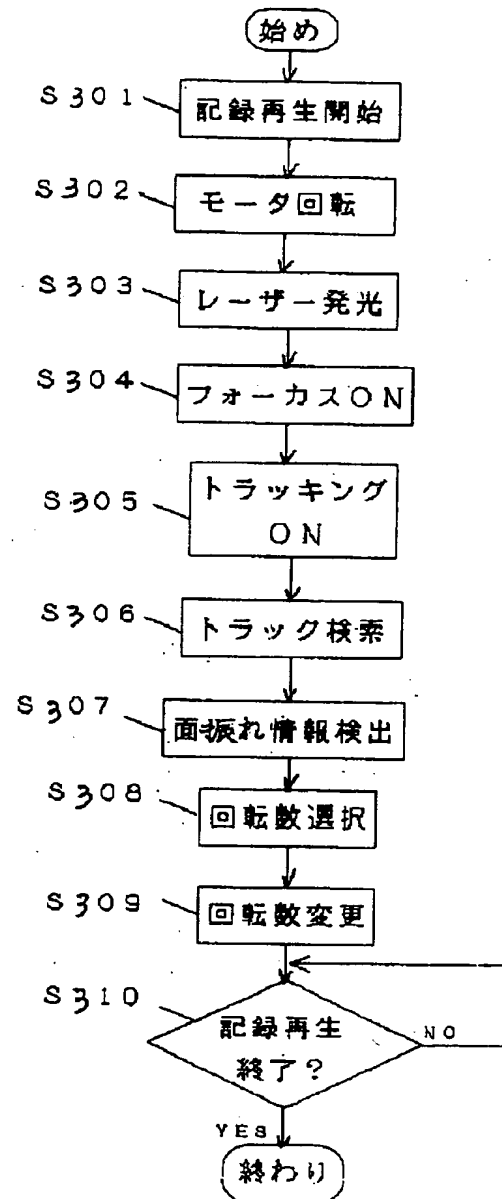 始め
S301
記録再生開始
S302
モータ回転
S303
レーザー発光
S304
フォーカスON
S305
トラッキング
ON
S306
トラック検索
S307
面振れ情報検出
S308
回転数選択
S309
回転数変更
S310
記録再生
終了?
NO
YES
終わり